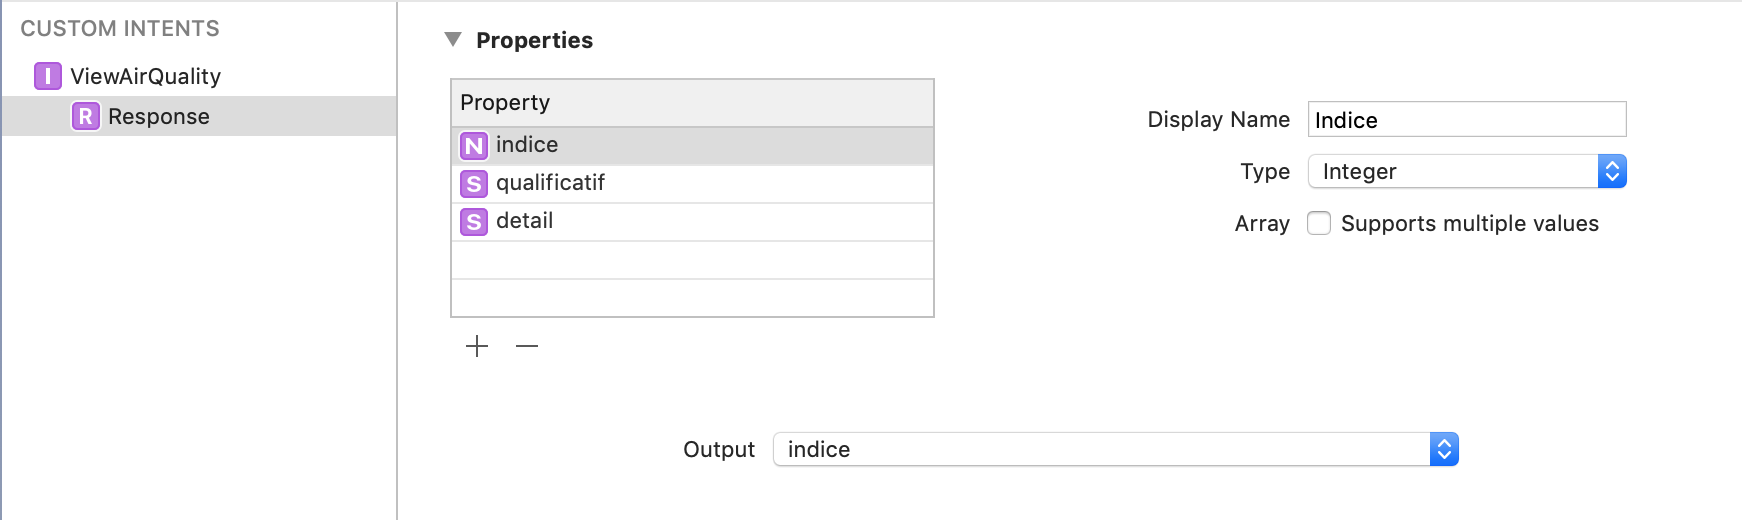 CUSTOM INTENTS
I ViewAirQuality
R Response
Properties
Property
N indice
S qualificatif
S detail
Display Name Indice
Type Integer
Array Supports multiple values
Output indice